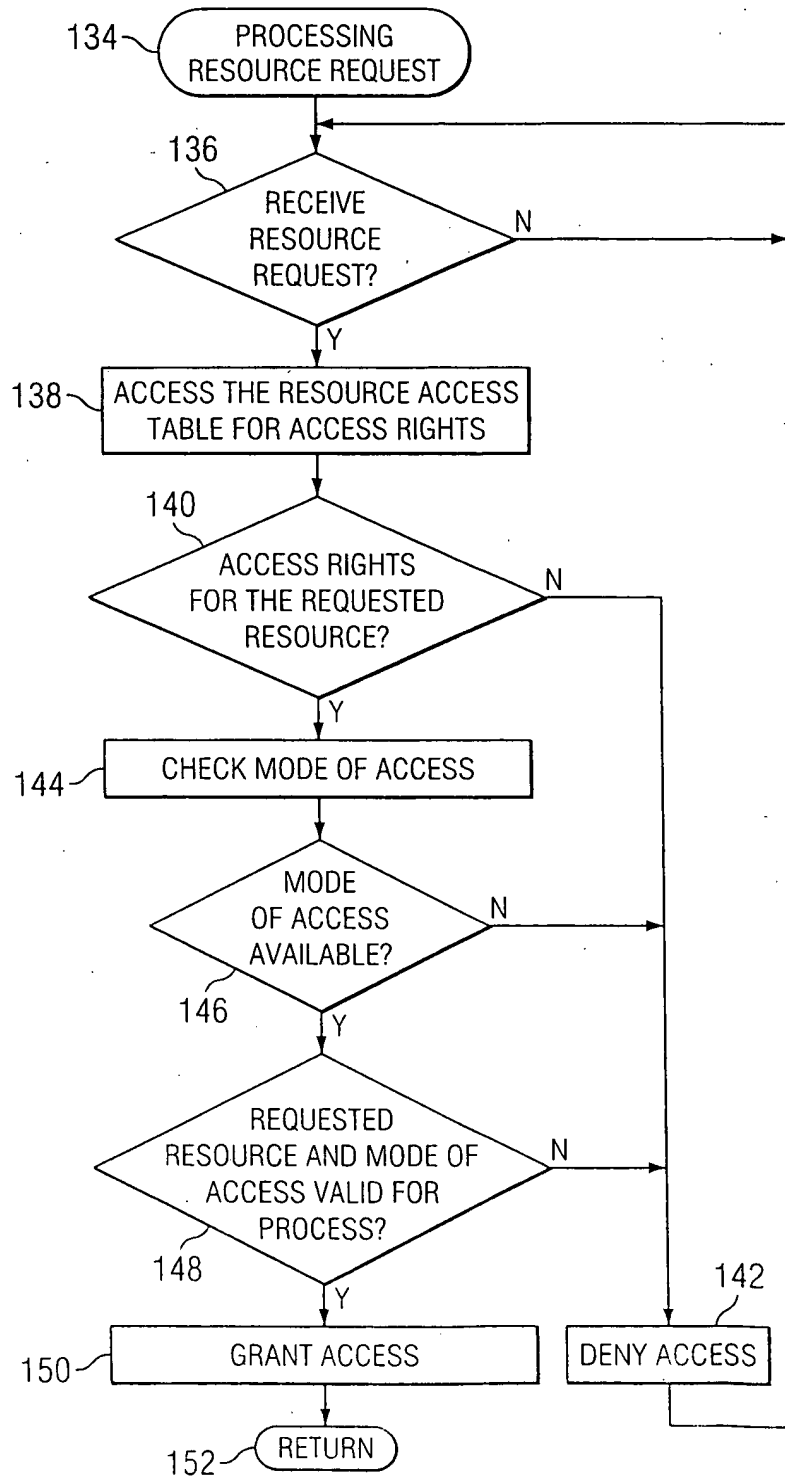 134
PROCESSING
RESOURCE REQUEST
136
RECEIVE
RESOURCE
REQUEST?
N
Y
138
ACCESS THE RESOURCE ACCESS
TABLE FOR ACCESS RIGHTS
140
ACCESS RIGHTS
FOR THE REQUESTED
RESOURCE?
N
Y
144
CHECK MODE OF ACCESS
MODE
OF ACCESS
AVAILABLE?
N
146
Y
REQUESTED
RESOURCE AND MODE OF
ACCESS VALID FOR
PROCESS?
N
148
Y
142
150
GRANT ACCESS
DENY ACCESS
152
RETURN